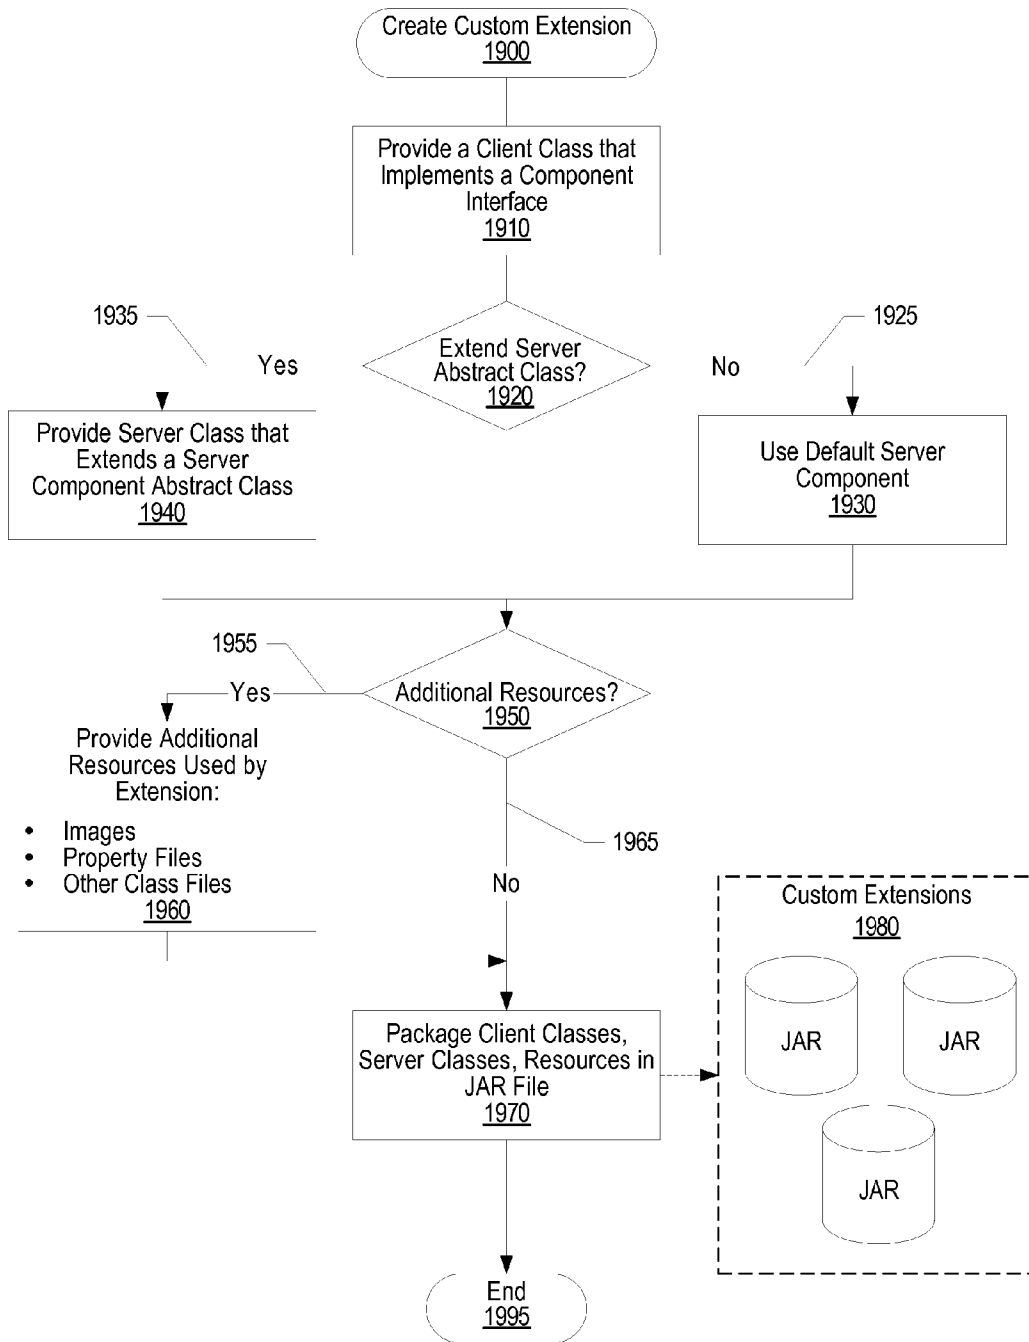 Create Custom Extension
1900
Provide a Client Class that
Implements a Component
Interface
1910
1935
1925
Extend Server
Abstract Class?
1920
Yes
No
Provide Server Class that
Extends a Server
Component Abstract Class
1940
Use Default Server
Component
1930
1955
Yes
Additional Resources?
1950
Provide Additional
Resources Used by
Extension:
• Images
• Property Files
• Other Class Files
1960
1965
No
Custom Extensions
1980
JAR
JAR
JAR
Package Client Classes,
Server Classes, Resources in
JAR File
1970
End
1995